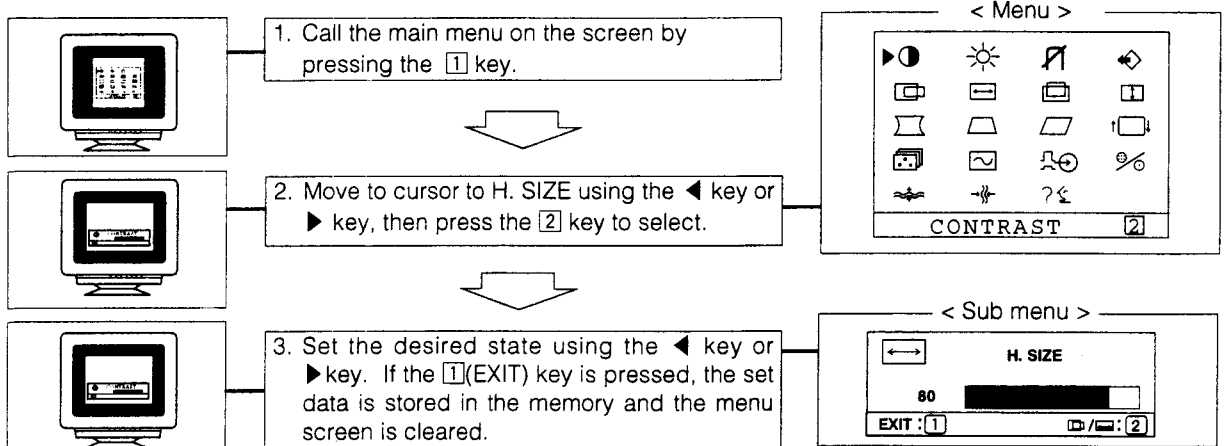 1. Call the main menu on the screen by
pressing the 1 key.
2. Move to cursor to H. SIZE using the ◀ key or
▶ key, then press the 2 key to select.
3. Set the desired state using the ◀ key or
▶ key. If the 1(EXIT) key is pressed, the set
data is stored in the memory and the menu
screen is cleared.
< Menu >
CONTRAST 2
< Sub menu >
H. SIZE
80
EXIT : 1 / : 2